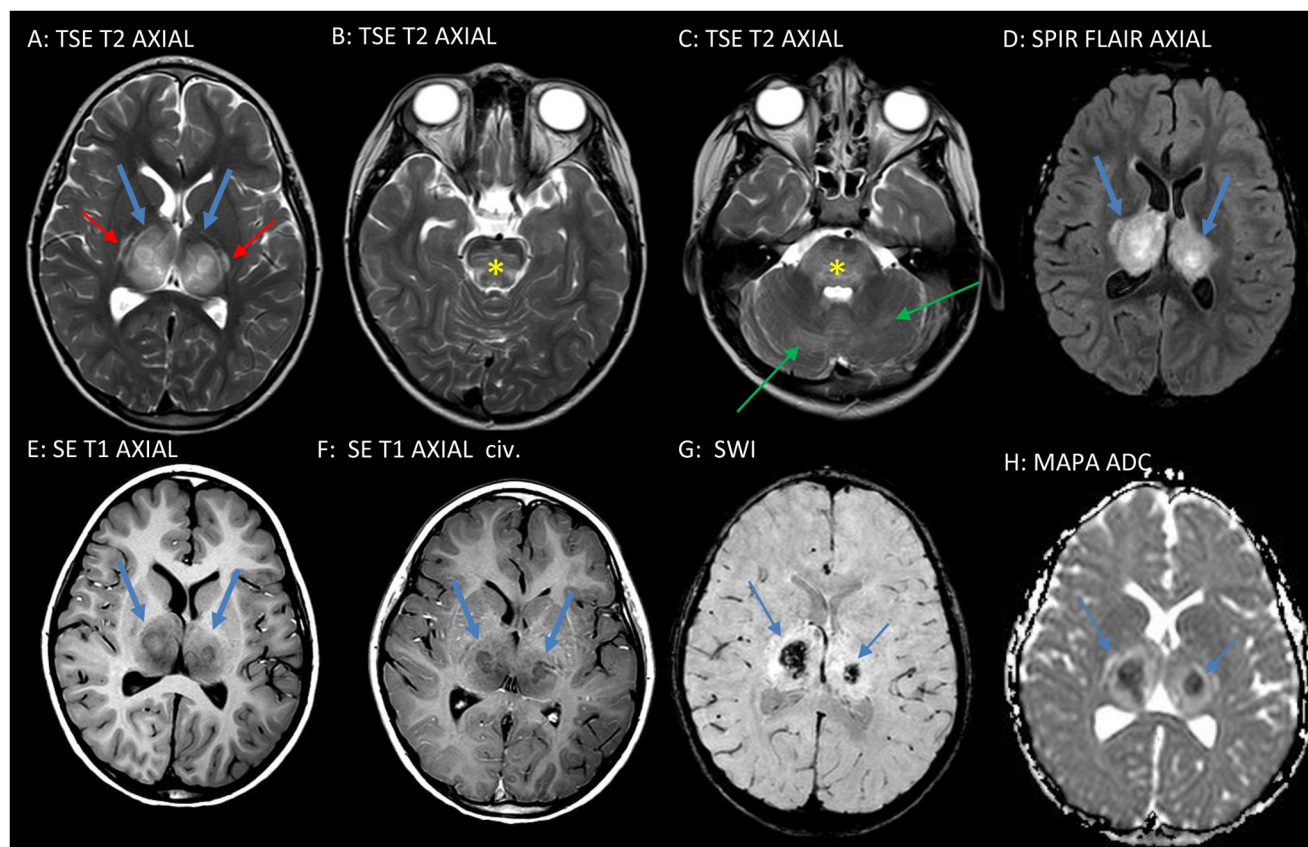 A: TSE T2 AXIAL
B: TSE T2 AXIAL
C: TSE T2 AXIAL
D: SPIR FLAIR AXIAL
*
*
E: SE T1 AXIAL
F: SE T1 AXIAL civ.
G: SWI
H: MAPA ADC